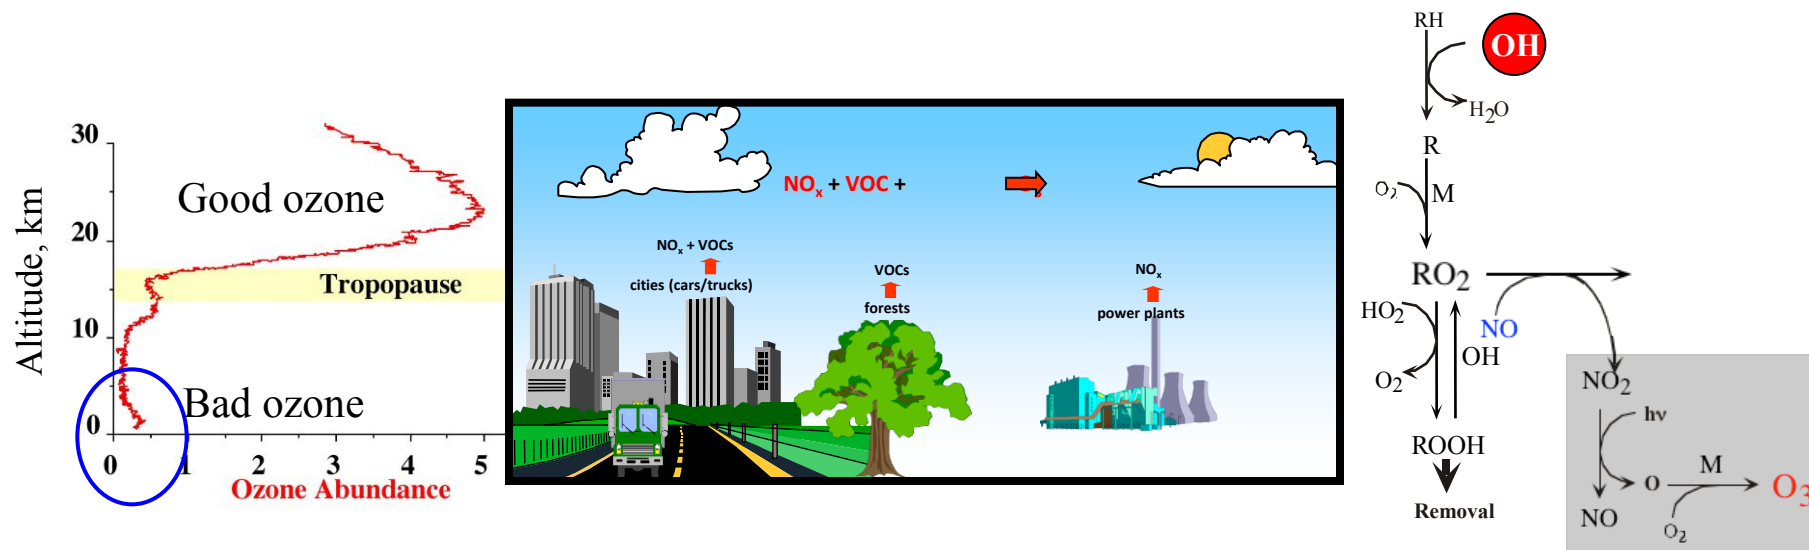 Altitude, km
30
20
10
0
Good ozone
Tropopause
Bad ozone
0 1 2 3 4 5
Ozone Abundance
NOx + VOC +
NOx + VOCs
cities (cars/trucks)
VOCs
forests
NOx
power plants
RH
OH
H2O
R
O2
M
RO2
HO2
NO
OH
O2
NO2
hν
ROOH
M
O
O3
NO
O2
Removal